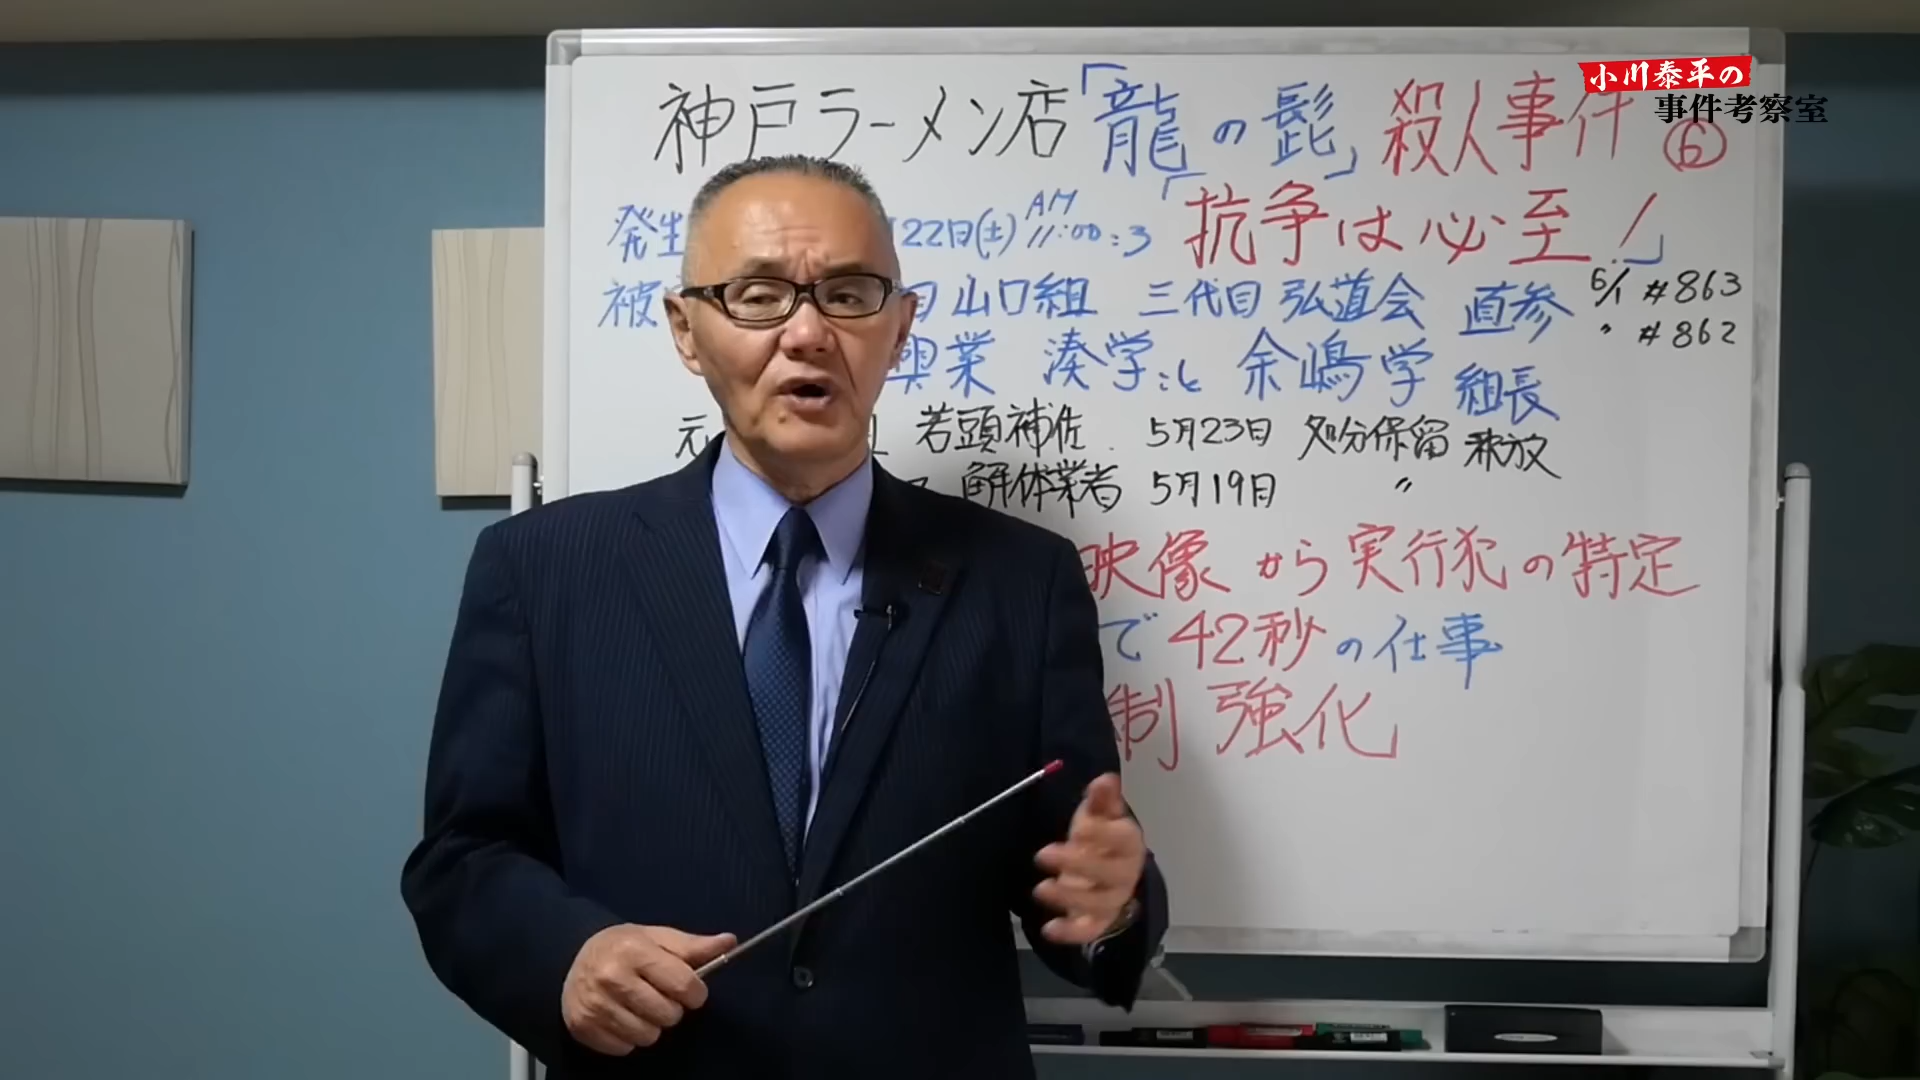 小川泰平の
事件考察室
神戸ラーメン店「龍の髭」殺人事件⑥
発生 22日(土) AM 11:00:3 「抗争は必至!」
被 目 山口組 三代目 弘道会 直参 6/1 #863
〃 #862
興業 湊学こと 余嶋学 組長
元 若頭補佐. 5月23日 処分保留 釈放
解体業者 5月19日 〃
映像から実行犯の特定
で42秒の仕事
制強化」